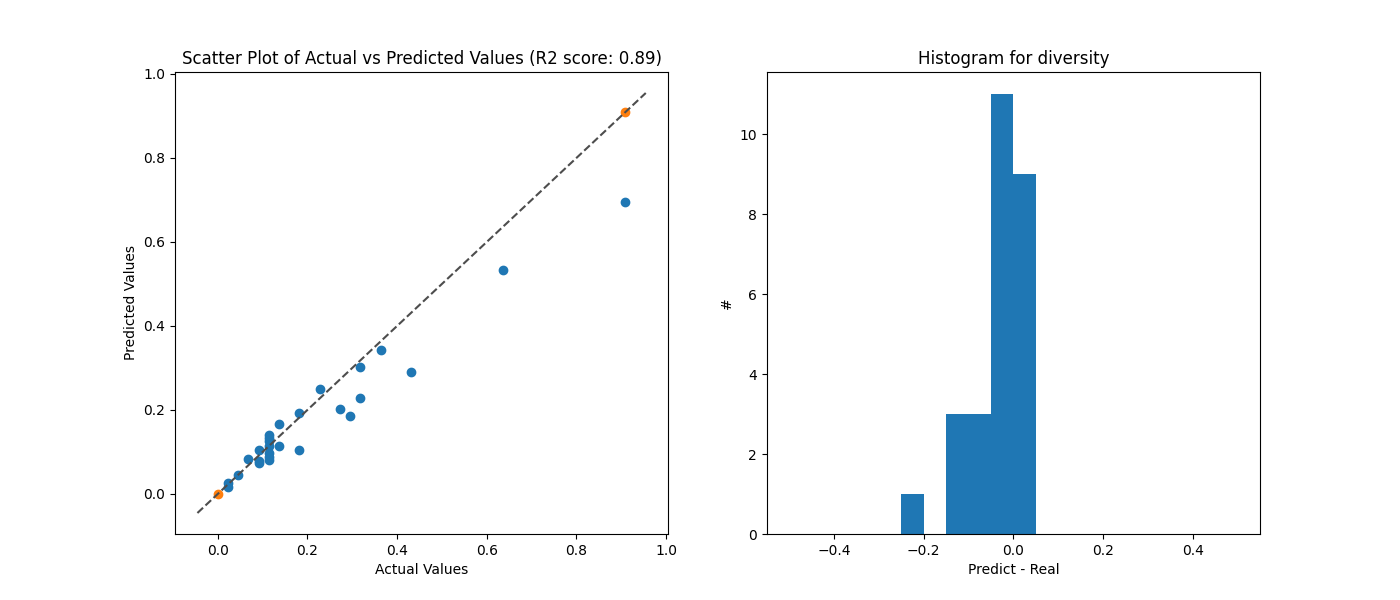 Scatter Plot of Actual vs Predicted Values (R2 score: 0.89)
1.0
0.8
0.6
0.4
0.2
0.0
Predicted Values
0.0 0.2 0.4 0.6 0.8 1.0
Actual Values
Histogram for diversity
10
8
6
4
2
0
#
−0.4 −0.2 0.0 0.2 0.4
Predict - Real